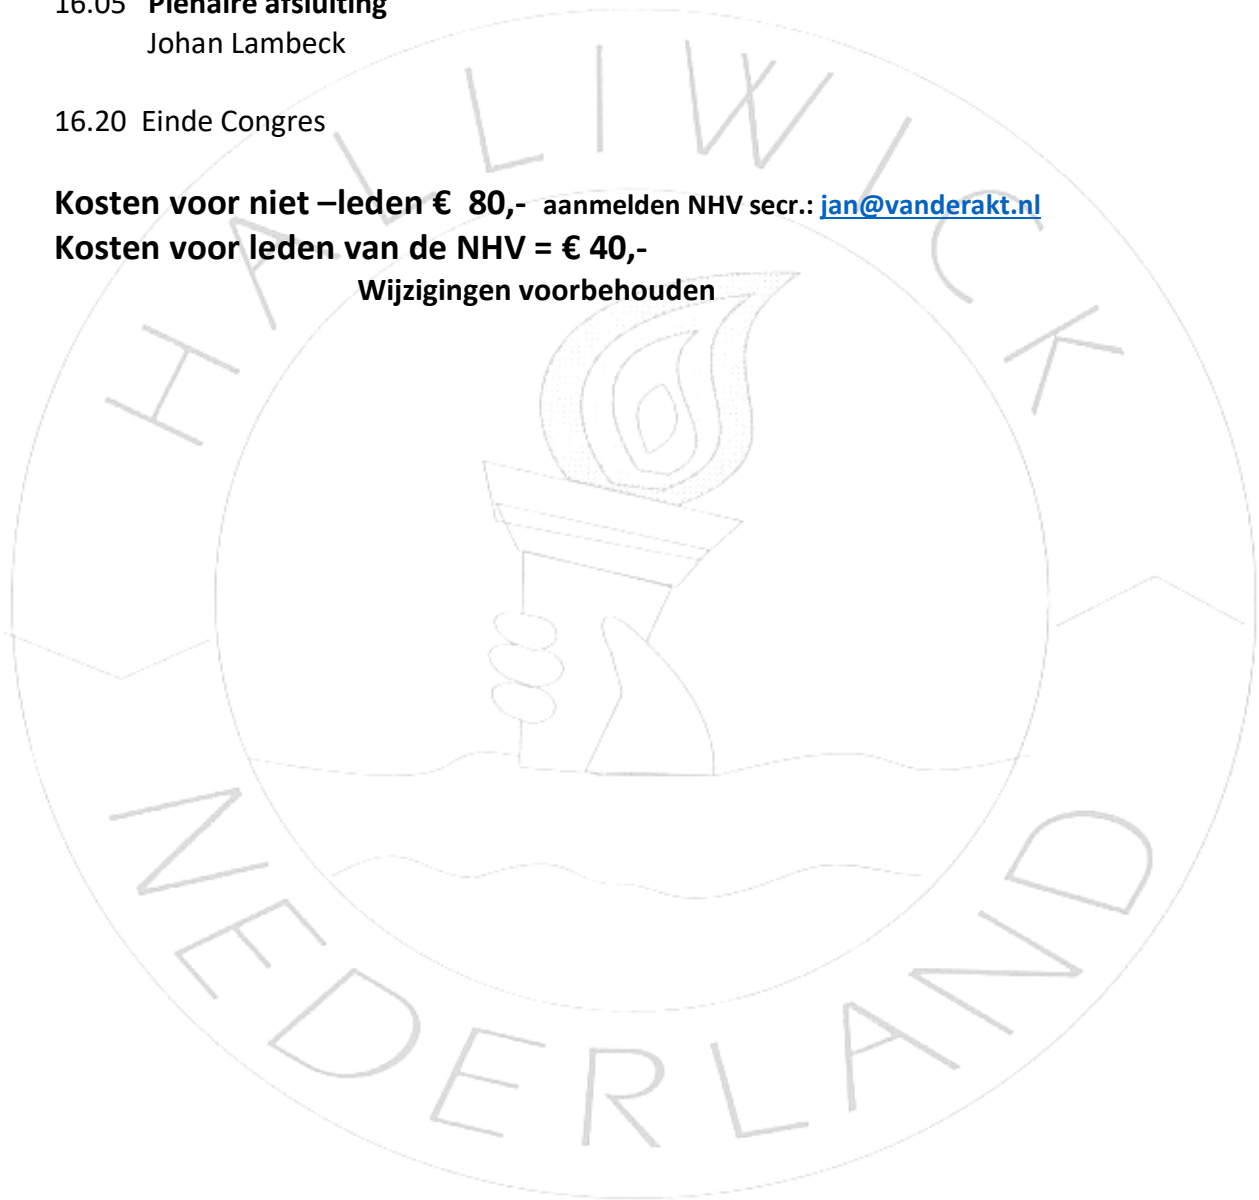 16.05 Plenaire afsluiting
Johan Lambeck
16.20 Einde Congres
Kosten voor niet –leden € 80,- aanmelden NHV secr.: jan@vanderakt.nl
Kosten voor leden van de NHV = € 40,-
Wijzigingen voorbehouden
HALLIWICK
NEDERLAND